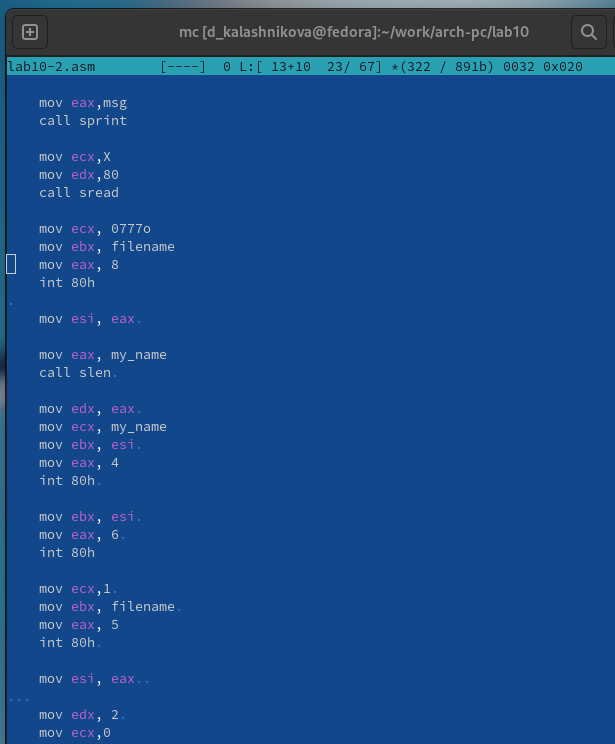 mc [d_kalashnikova@fedora]:~/work/arch-pc/lab10
lab10-2.asm [----] 0 L:[ 13+10 23/ 67] *(322 / 891b) 0032 0x020
mov eax,msg
call sprint
mov ecx,X
mov edx,80
call sread
mov ecx, 0777o
mov ebx, filename
mov eax, 8
int 80h
.
mov esi, eax.
mov eax, my_name
call slen.
mov edx, eax.
mov ecx, my_name
mov ebx, esi.
mov eax, 4
int 80h.
mov ebx, esi.
mov eax, 6.
int 80h
mov ecx,1.
mov ebx, filename.
mov eax, 5
int 80h.
mov esi, eax..
...
mov edx, 2.
mov ecx,0